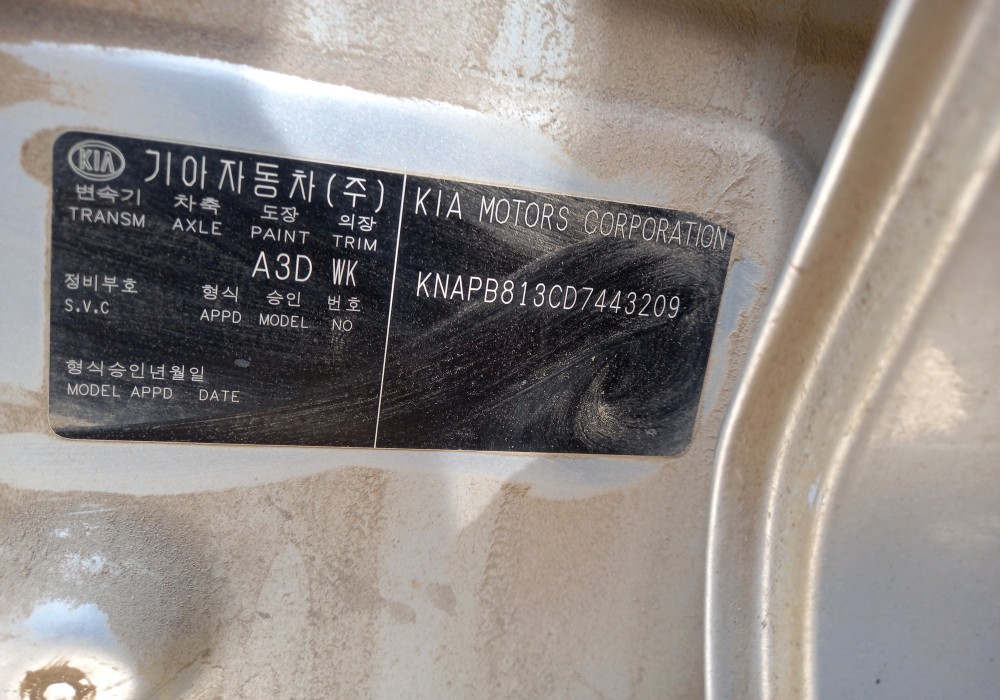 KIA 기아자동차(주)
변속기 차축 도장 의장
TRANSM AXLE PAINT TRIM
A3D WK
정비부호 형식 승인 번호
S.V.C APPD MODEL NO
형식승인년월일
MODEL APPD DATE
KIA MOTORS CORPORATION
KNAPB813CD7443209